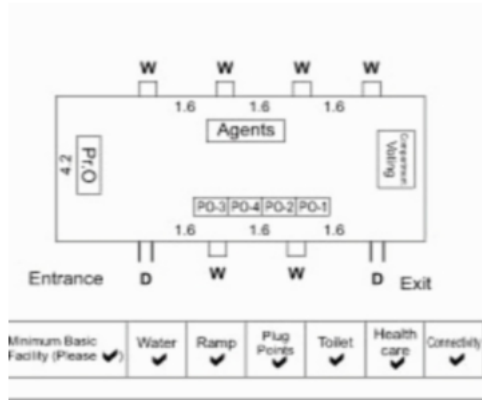 W W W W
1.6 1.6 1.6
Agents
4.2
Pr.O
Voting
Compartment
PO-3 PO-4 PO-2 PO-1
1.6 1.6 1.6
Entrance D W W D Exit
Minimum Basic Facility (Please ✔) Water ✔ Ramp ✔ Plug Points ✔ Toilet ✔ Health care ✔ Connectivity ✔